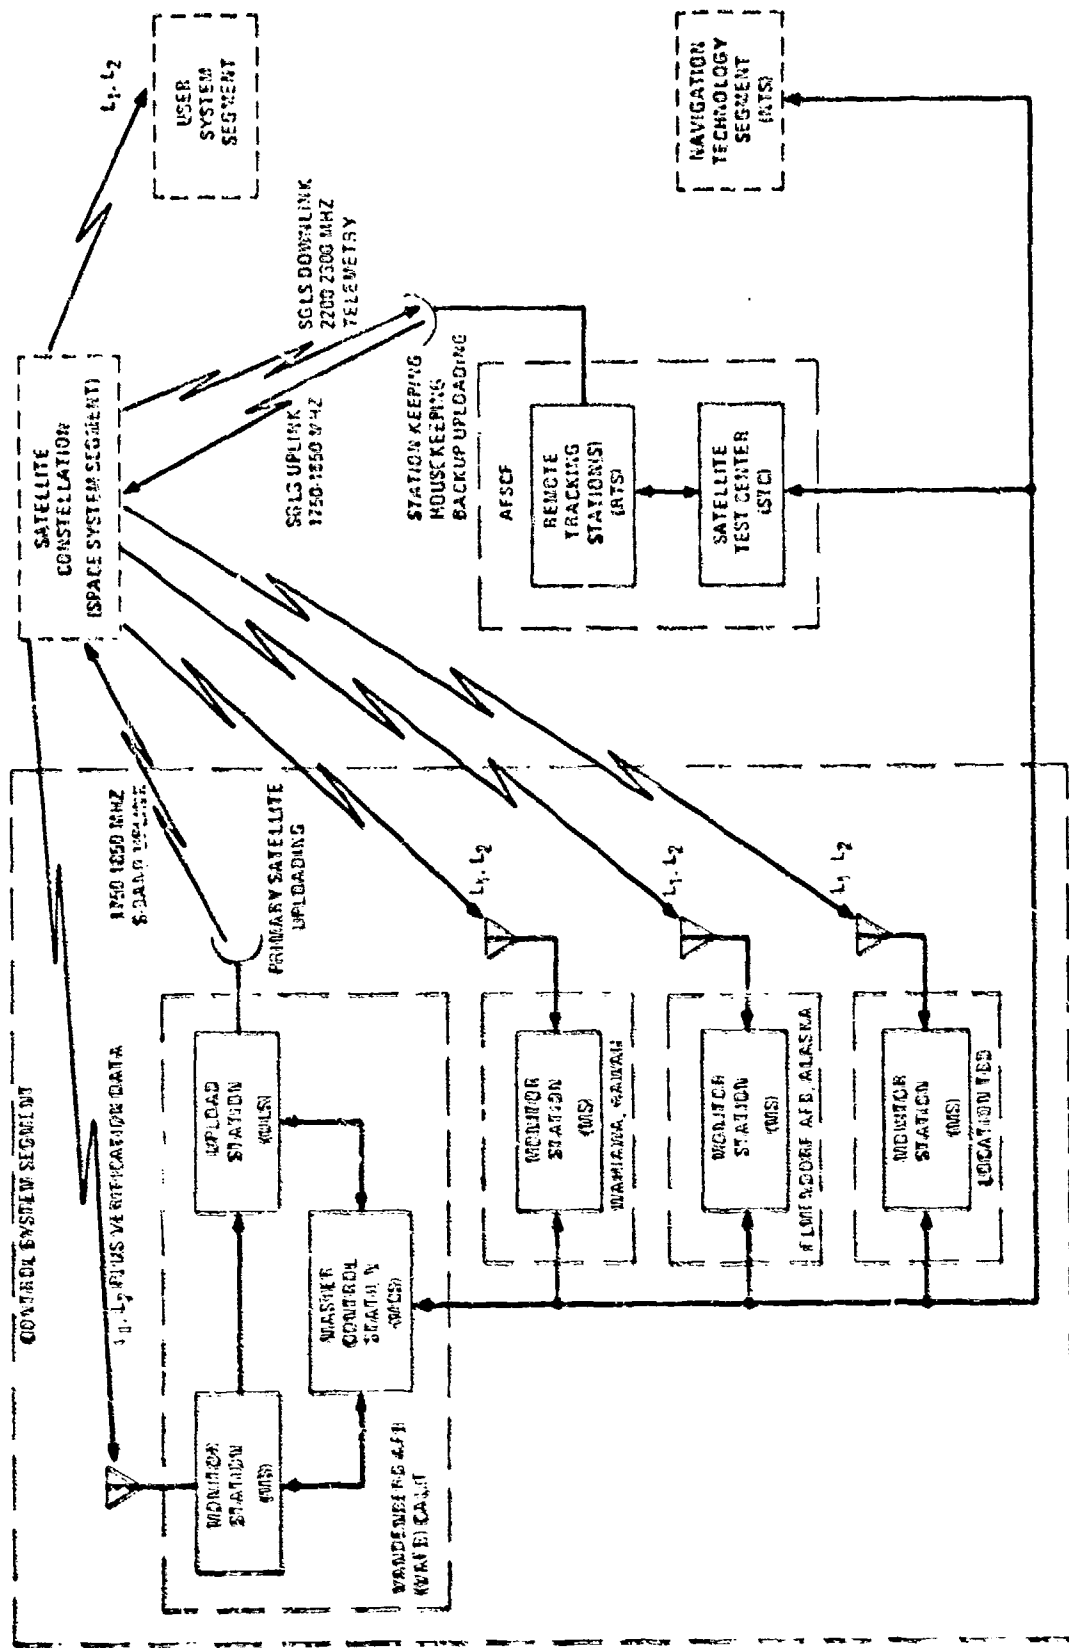 CONTROL SYSTEM SEGMENT
L1, L2 PLUS VERIFICATION DATA
MONITOR
STATION
(MS)
UPLOAD
STATION
(ULS)
MASTER
CONTROL
STATION
(MCS)
VANDENBERG AFB
(VAFB) CALIF
1750 1850 MHZ
S-BAND UPLINK
PRIMARY SATELLITE
UPLOADING
SATELLITE
CONSTELLATION
(SPACE SYSTEM SEGMENT)
L1, L2
USER
SYSTEM
SEGMENT
SGLS UPLINK
1750-1850 MHZ
SGLS DOWNLINK
2200 2300 MHZ
TELEMETRY
STATION KEEPING
HOUSEKEEPING
BACKUP UPLOADING
AFSCF
REMOTE
TRACKING
STATION(S)
(RTS)
SATELLITE
TEST CENTER
(STC)
NAVIGATION
TECHNOLOGY
SEGMENT
(NTS)
L1, L2
MONITOR
STATION
(MS)
WAHIAWA, HAWAII
L1, L2
MONITOR
STATION
(MS)
ELMENDORF AFB, ALASKA
L1, L2
MONITOR
STATION
(MS)
LOCATION TBD